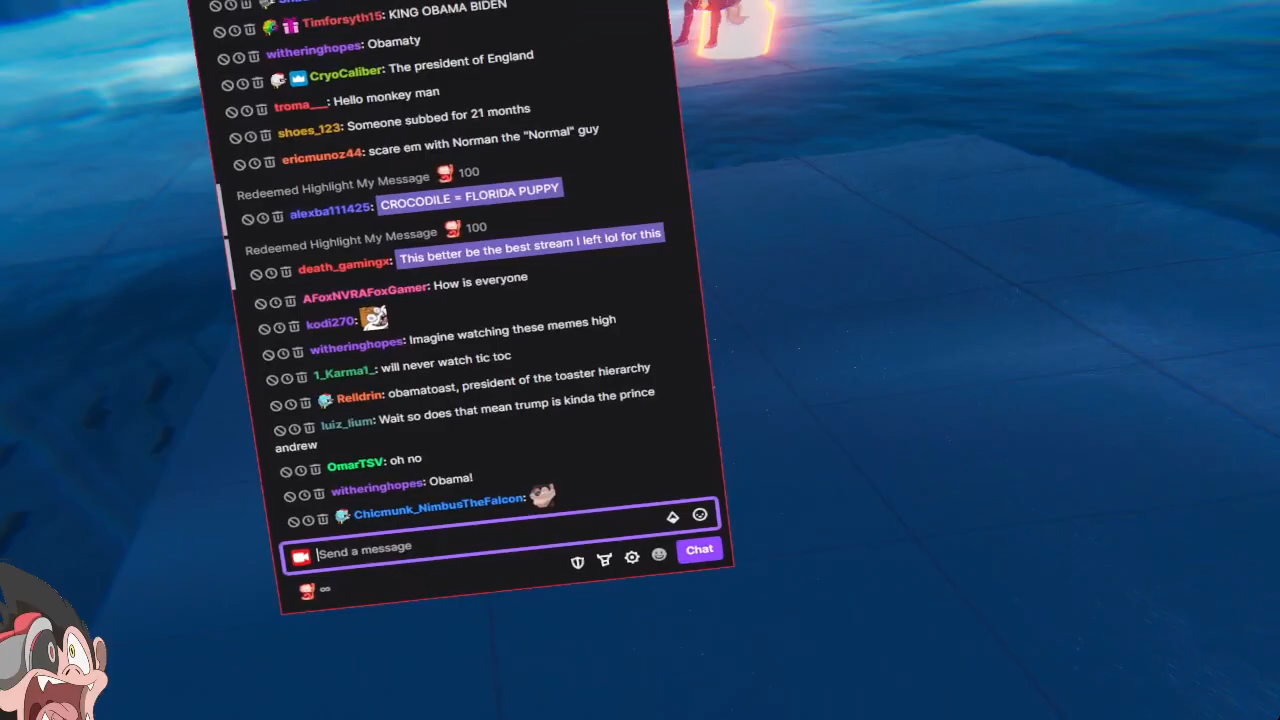 Timforsyth15: KING OBAMA BIDEN
witheringhopes: Obamaty
CryoCaliber: The president of England
troma___: Hello monkey man
shoes_123: Someone subbed for 21 months
ericmunoz44: scare em with Norman the "Normal" guy
Redeemed Highlight My Message 100
alexba111425: CROCODILE = FLORIDA PUPPY
Redeemed Highlight My Message 100
death_gamingx: This better be the best stream I left lol for this
AFoxNVRAFoxGamer: How is everyone
kodi270:
witheringhopes: Imagine watching these memes high
1_Karma1_: will never watch tic toc
Relldrin: obamatoast, president of the toaster hierarchy
luiz_lium: Wait so does that mean trump is kinda the prince
andrew
OmarTSV: oh no
witheringhopes: Obama!
Chicmunk_NimbusTheFalcon:
Send a message
∞
Chat